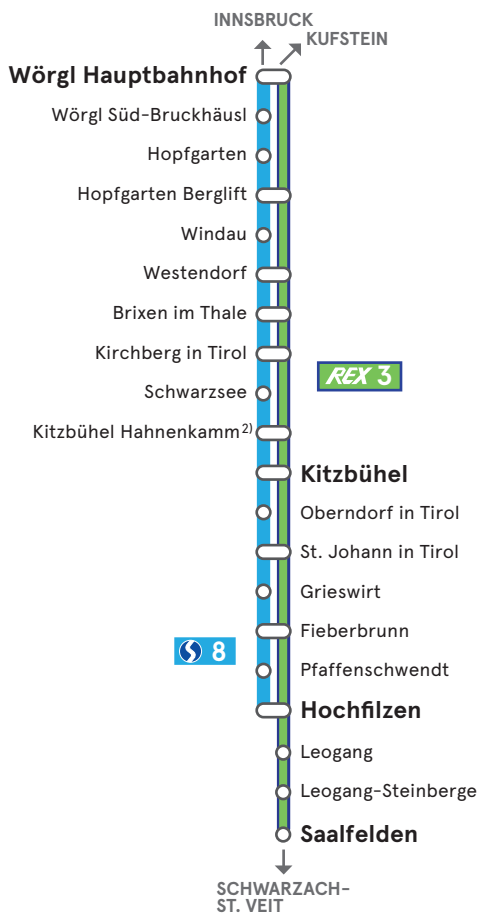 INNSBRUCK
KUFSTEIN
Wörgl Hauptbahnhof
Wörgl Süd-Bruckhäusl
Hopfgarten
Hopfgarten Berglift
Windau
Westendorf
Brixen im Thale
Kirchberg in Tirol
REX 3
Schwarzsee
Kitzbühel Hahnenkamm2)
Kitzbühel
Oberndorf in Tirol
St. Johann in Tirol
Grieswirt
Fieberbrunn
S 8
Pfaffenschwendt
Hochfilzen
Leogang
Leogang-Steinberge
Saalfelden
SCHWARZACH-
ST. VEIT